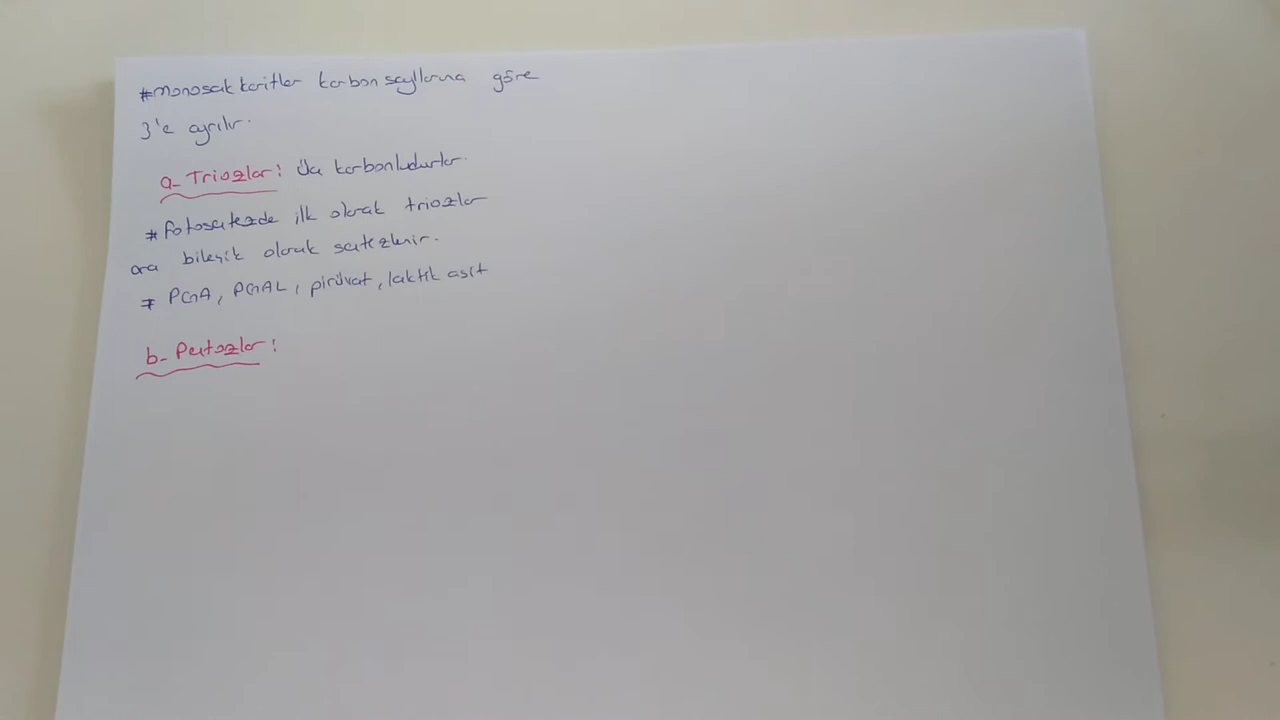 #Monosakkaritler karbon sayılarına göre
3'e ayrılır.
a- Triozlar: Üç karbonludurlar.
* Fotosentezde ilk olarak triozlar
ara bileşik olarak sentezlenir.
* PGA, PGAL, pirüvat, laktik asit
b- Pentozlar: